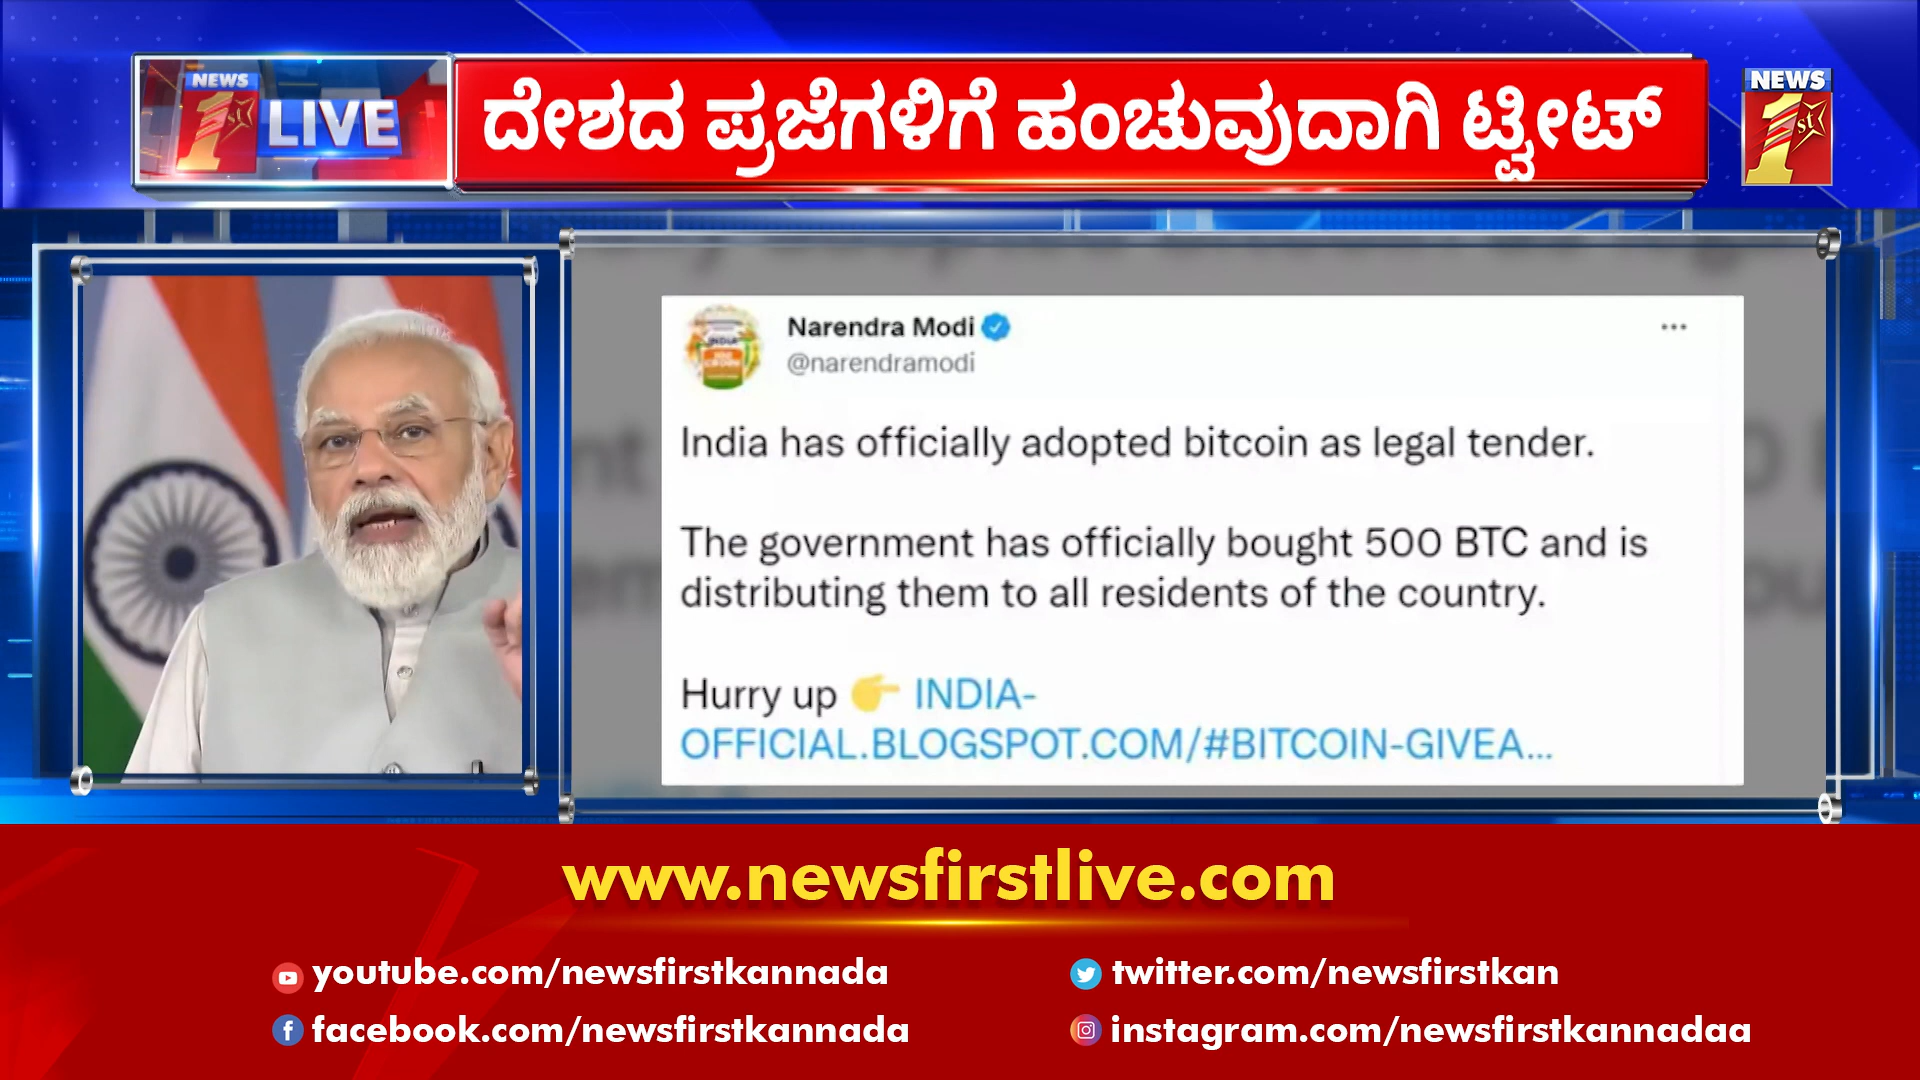 NEWS
1st
LIVE
ದೇಶದ ಪ್ರಜೆಗಳಿಗೆ ಹಂಚುವುದಾಗಿ ಟ್ವೀಟ್
NEWS
1st
Narendra Modi
@narendramodi
India has officially adopted bitcoin as legal tender.
The government has officially bought 500 BTC and is
distributing them to all residents of the country.
Hurry up 👉 INDIA-
OFFICIAL.BLOGSPOT.COM/#BITCOIN-GIVEA...
www.newsfirstlive.com
youtube.com/newsfirstkannada
twitter.com/newsfirstkan
facebook.com/newsfirstkannada
instagram.com/newsfirstkannadaa